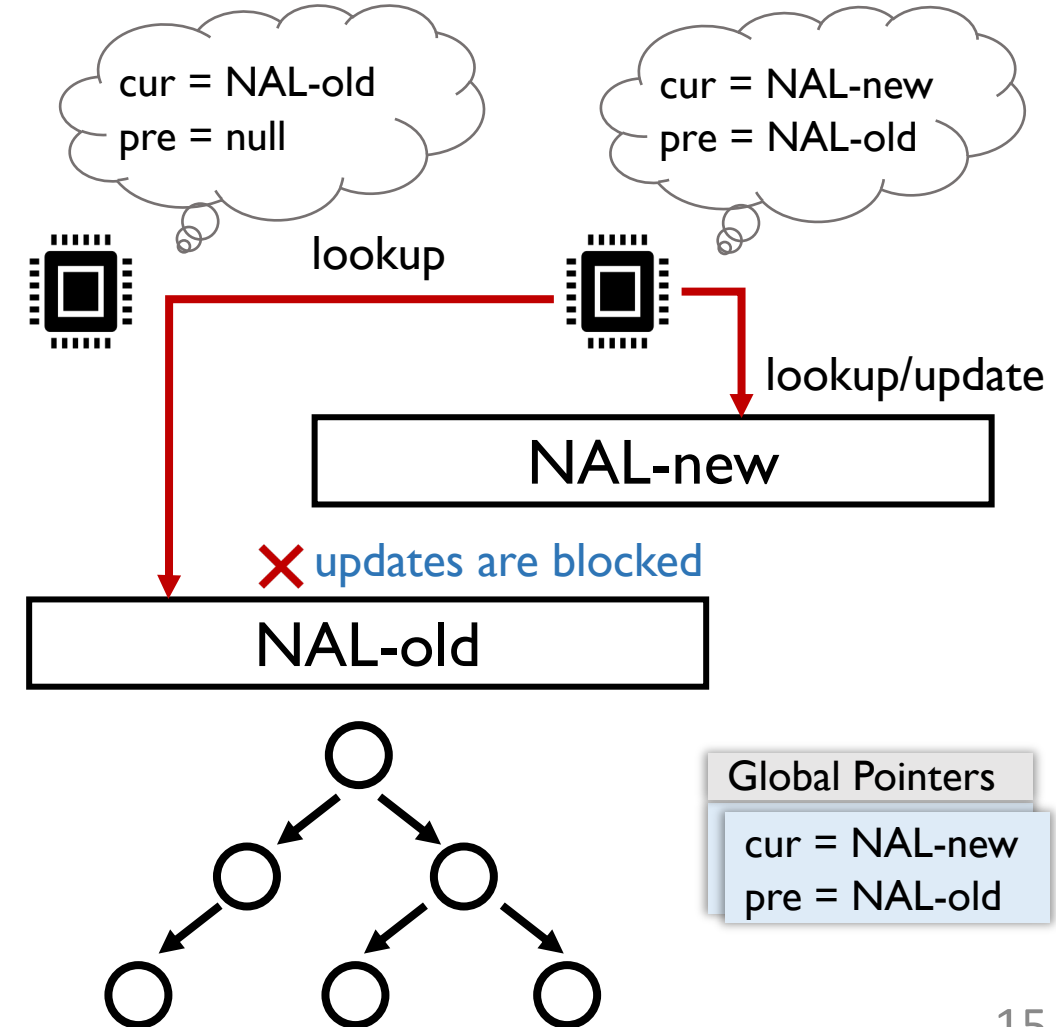 cur = NAL-old
pre = null
cur = NAL-new
pre = NAL-old
lookup
lookup/update
NAL-new
updates are blocked
NAL-old
Global Pointers
cur = NAL-new
pre = NAL-old
15